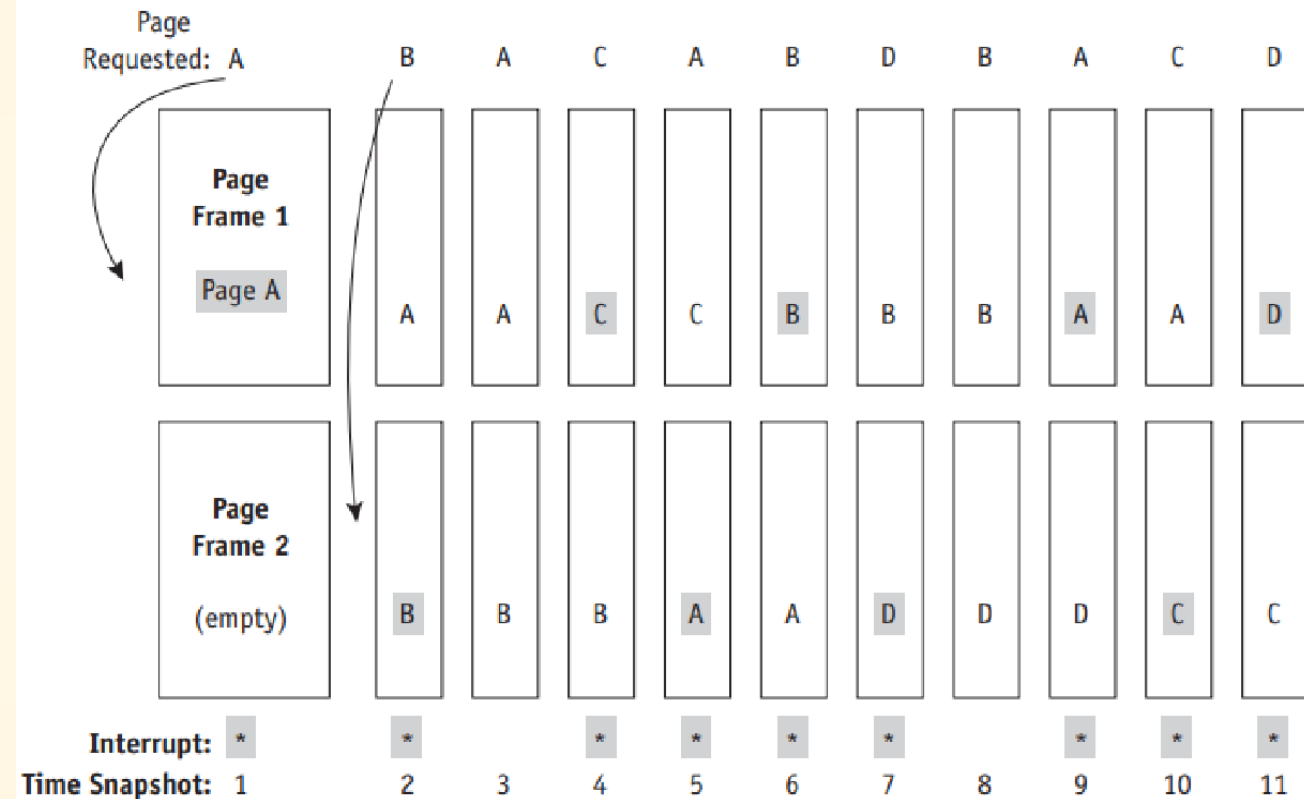 Page
Requested: A B A C A B D B A C D
Page
Frame 1
Page A
A A C C B B B A A D
Page
Frame 2
(empty)
B B B A A D D D C C
Interrupt: * * * * * * * * *
Time Snapshot: 1 2 3 4 5 6 7 8 9 10 11